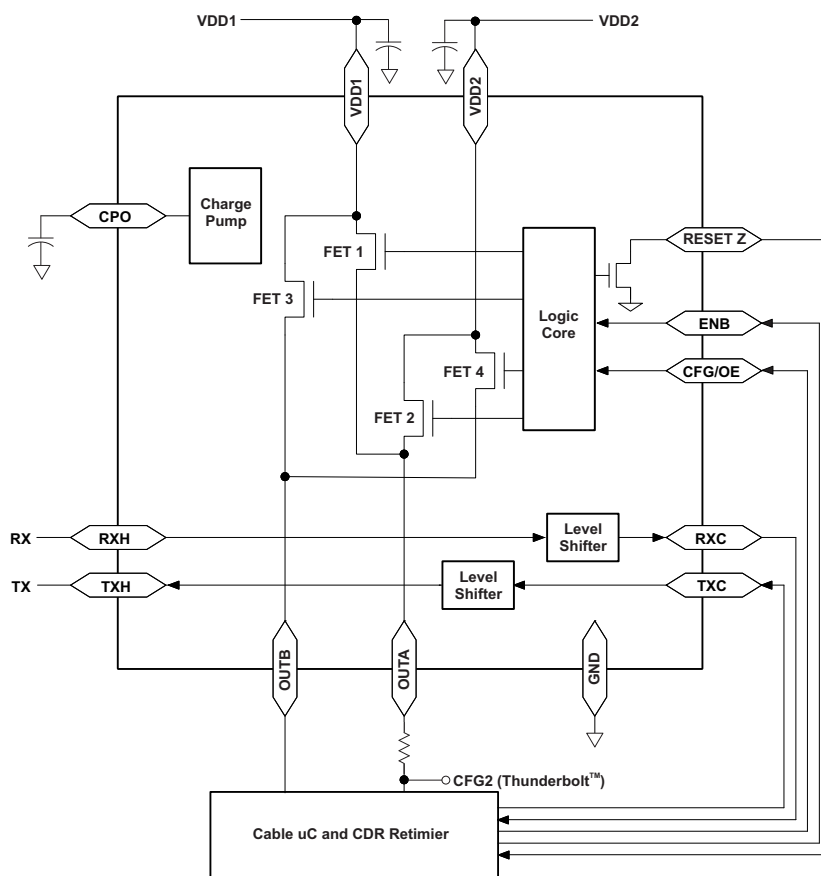 VDD1
VDD2
VDD1
VDD2
CPO
Charge
Pump
RESET Z
FET 1
FET 3
Logic
Core
ENB
FET 4
CFG/OE
FET 2
RX
RXH
Level
Shifter
RXC
TX
TXH
Level
Shifter
TXC
OUTB
OUTA
GND
CFG2 (Thunderbolt™)
Cable uC and CDR Retimier